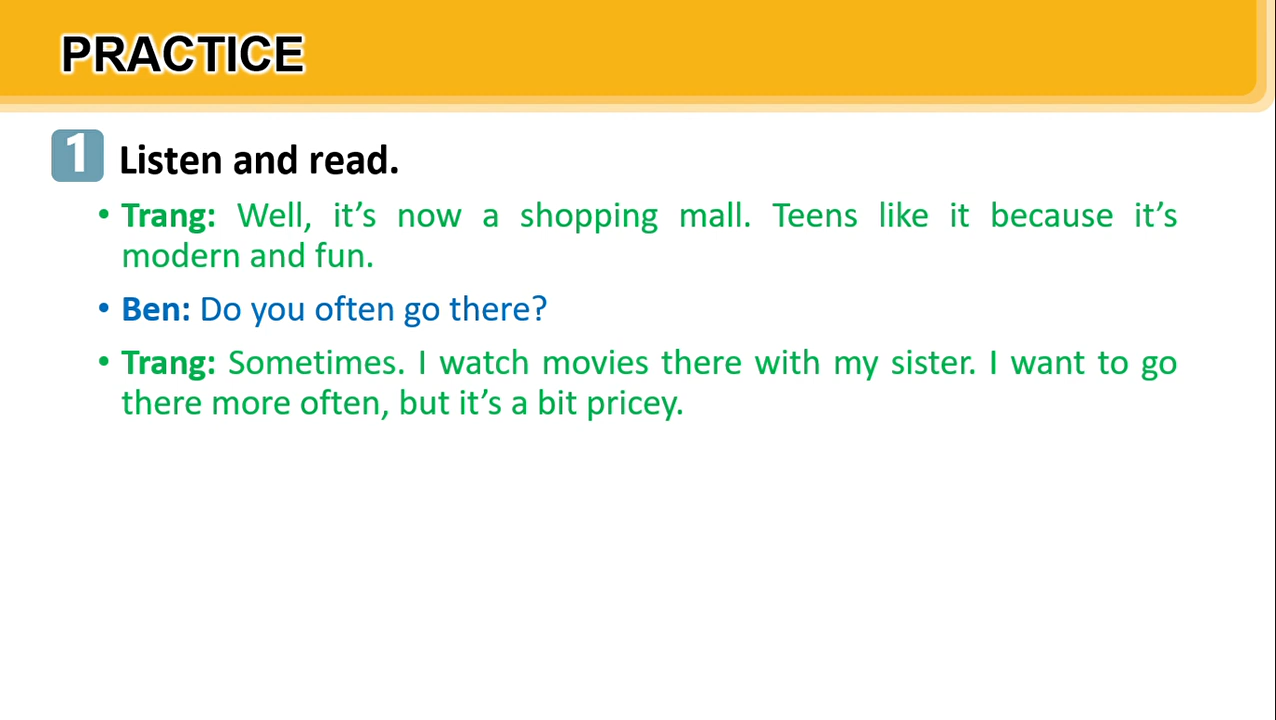 PRACTICE
1 Listen and read.
• Trang: Well, it’s now a shopping mall. Teens like it because it’s
modern and fun.
• Ben: Do you often go there?
• Trang: Sometimes. I watch movies there with my sister. I want to go
there more often, but it’s a bit pricey.